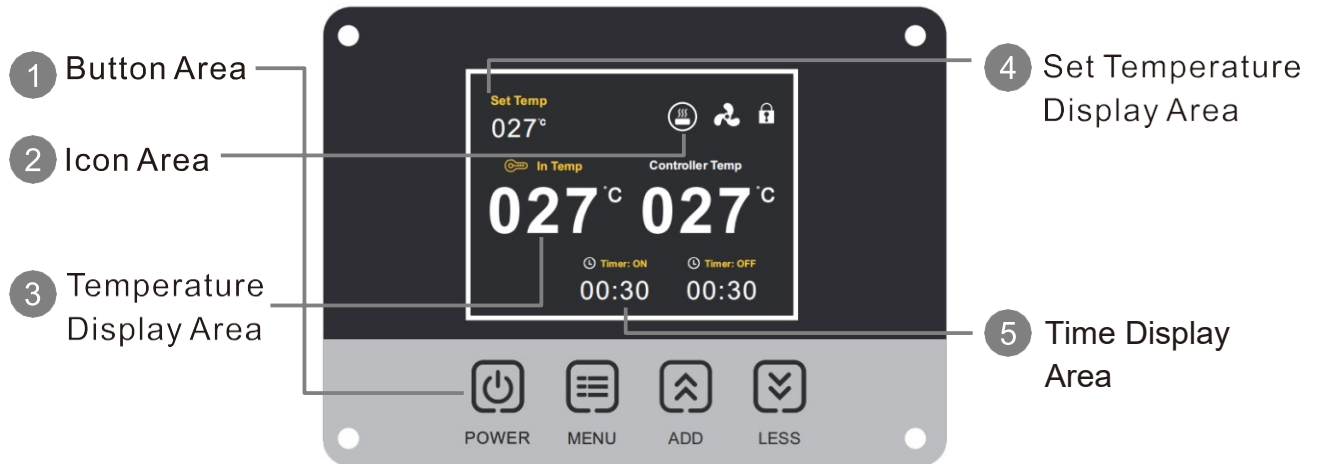 1 Button Area
2 Icon Area
3 Temperature
Display Area
4 Set Temperature
Display Area
5 Time Display
Area
Set Temp
027°C
In Temp
Controller Temp
027°C
027°C
Timer: ON
Timer: OFF
00:30
00:30
POWER
MENU
ADD
LESS